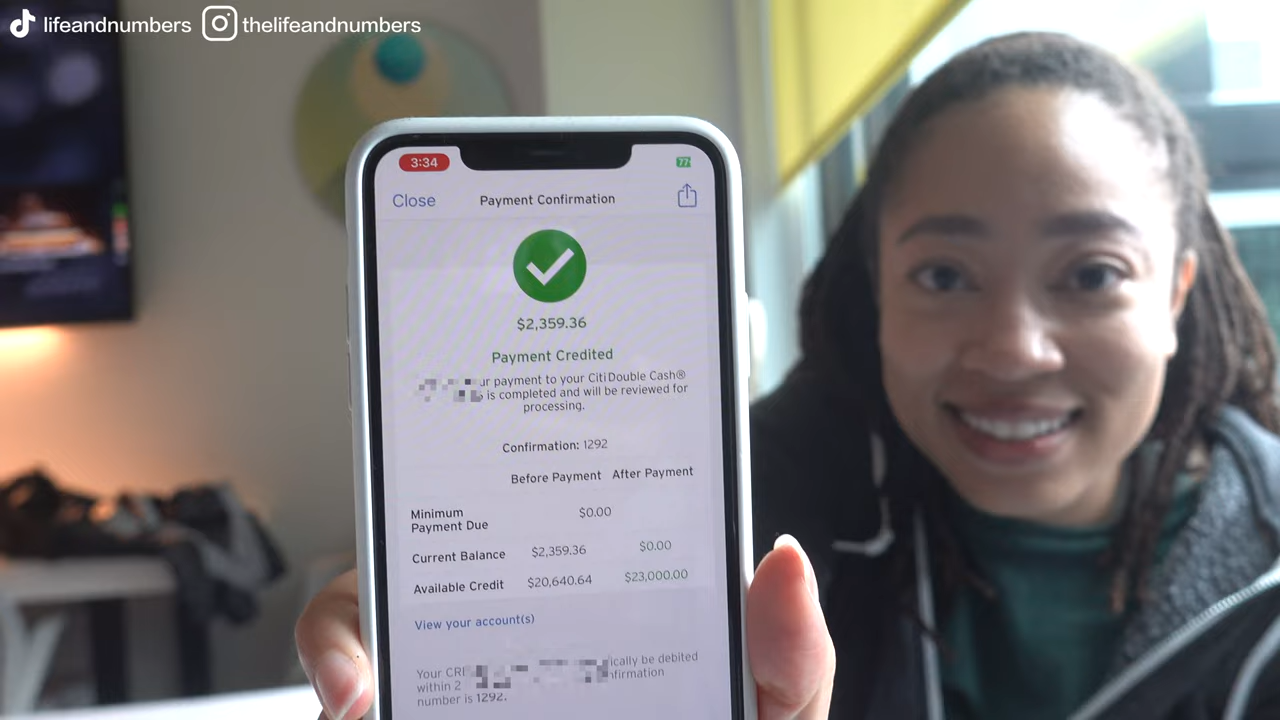 lifeandnumbers thelifeandnumbers
3:34
77
Close Payment Confirmation
$2,359.36
Payment Credited
ur payment to your Citi Double Cash®
is completed and will be reviewed for
processing.
Confirmation: 1292
Before Payment After Payment
Minimum
Payment Due $0.00
Current Balance $2,359.36 $0.00
Available Credit $20,640.64 $23,000.00
View your account(s)
Your CRE ically be debited
within 2 nfirmation
number is 1292.